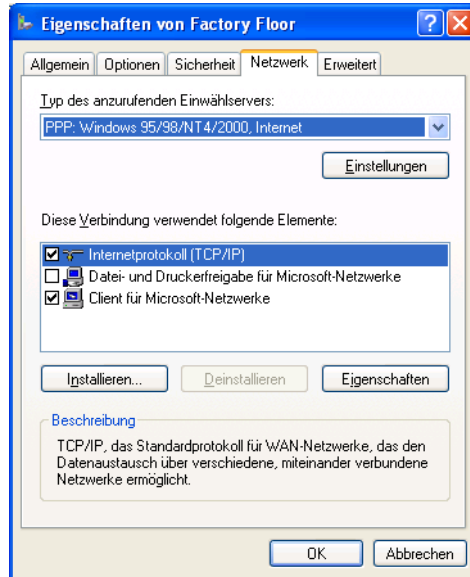 Eigenschaften von Factory Floor
Allgemein Optionen Sicherheit Netzwerk Erweitert
Typ des anzurufenden Einwählservers:
PPP: Windows 95/98/NT4/2000, Internet
Einstellungen
Diese Verbindung verwendet folgende Elemente:
Internetprotokoll (TCP/IP)
Datei- und Druckerfreigabe für Microsoft-Netzwerke
Client für Microsoft-Netzwerke
Installieren... Deinstallieren Eigenschaften
Beschreibung
TCP/IP, das Standardprotokoll für WAN-Netzwerke, das den
Datenaustausch über verschiedene, miteinander verbundene
Netzwerke ermöglicht.
OK Abbrechen